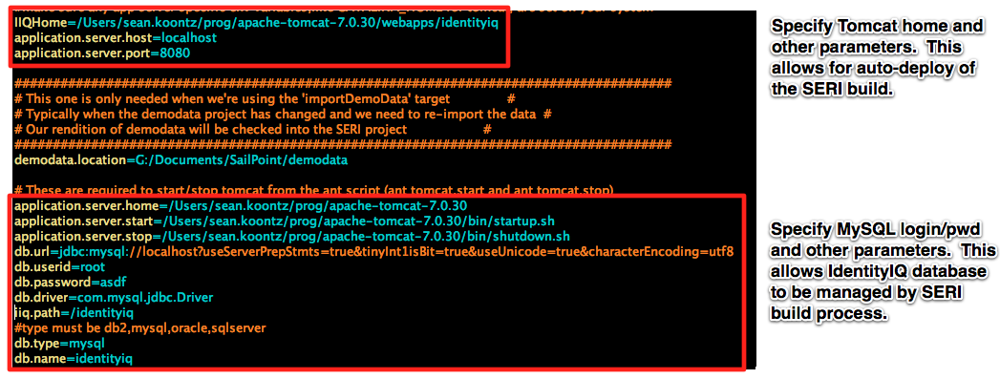 IIQHome=/Users/sean.koontz/prog/apache-tomcat-7.0.30/webapps/identityiq
application.server.host=localhost
application.server.port=8080
################################################################################
# This one is only needed when we're using the 'importDemoData' target #
# Typically when the demodata project has changed and we need to re-import the data #
# Our rendition of demodata will be checked into the SERI project #
################################################################################
demodata.location=G:/Documents/SailPoint/demodata
# These are required to start/stop tomcat from the ant script (ant tomcat.start and ant tomcat.stop)
application.server.home=/Users/sean.koontz/prog/apache-tomcat-7.0.30
application.server.start=/Users/sean.koontz/prog/apache-tomcat-7.0.30/bin/startup.sh
application.server.stop=/Users/sean.koontz/prog/apache-tomcat-7.0.30/bin/shutdown.sh
db.url=jdbc:mysql://localhost?useServerPrepStmts=true&tinyInt1isBit=true&useUnicode=true&characterEncoding=utf8
db.userid=root
db.password=asdf
db.driver=com.mysql.jdbc.Driver
iiq.path=/identityiq
#type must be db2,mysql,oracle,sqlserver
db.type=mysql
db.name=identityiq
Specify Tomcat home and
other parameters. This
allows for auto-deploy of
the SERI build.
Specify MySQL login/pwd
and other parameters. This
allows IdentityIQ database
to be managed by SERI
build process.